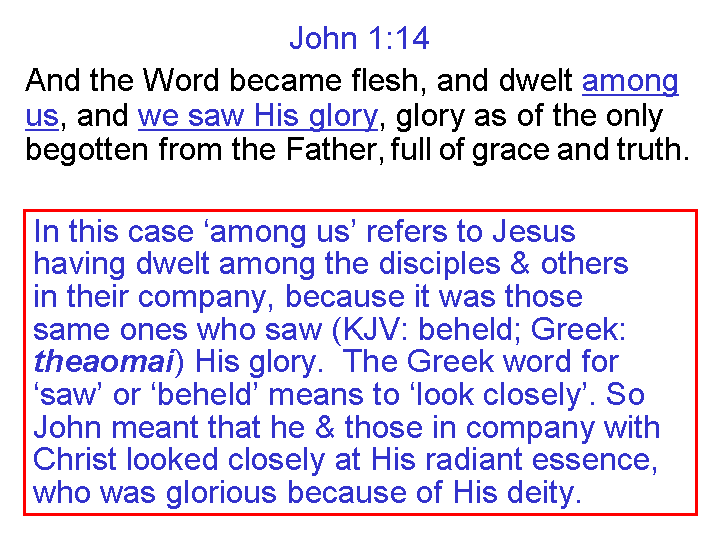 John 1:14
And the Word became flesh, and dwelt among
us, and we saw His glory, glory as of the only
begotten from the Father, full of grace and truth.
In this case ‘among us’ refers to Jesus
having dwelt among the disciples & others
in their company, because it was those
same ones who saw (KJV: beheld; Greek:
theaomai) His glory.  The Greek word for
‘saw’ or ‘beheld’ means to ‘look closely’. So
John meant that he & those in company with
Christ looked closely at His radiant essence,
who was glorious because of His deity.